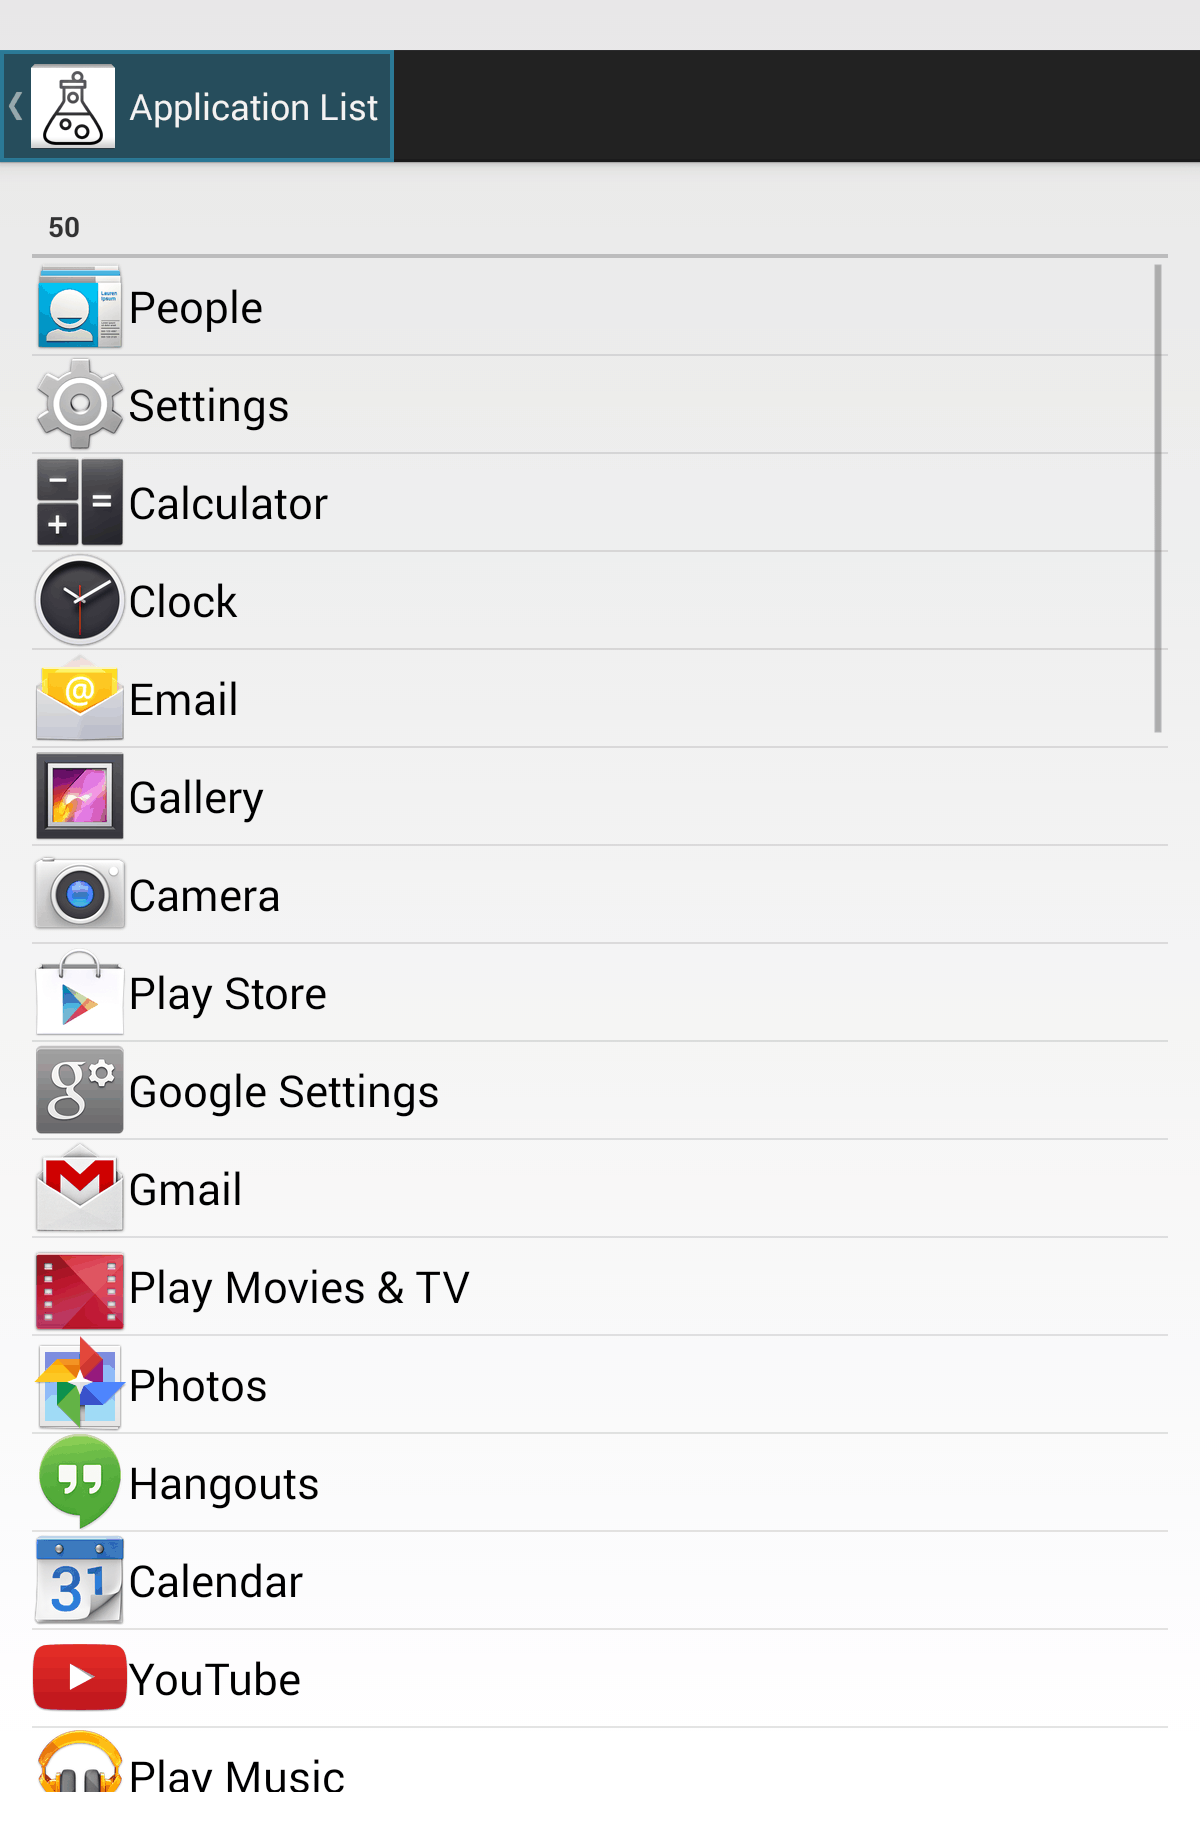 Application List
50
People
Settings
Calculator
Clock
Email
Gallery
Camera
Play Store
Google Settings
Gmail
Play Movies & TV
Photos
Hangouts
31
Calendar
YouTube
Play Music